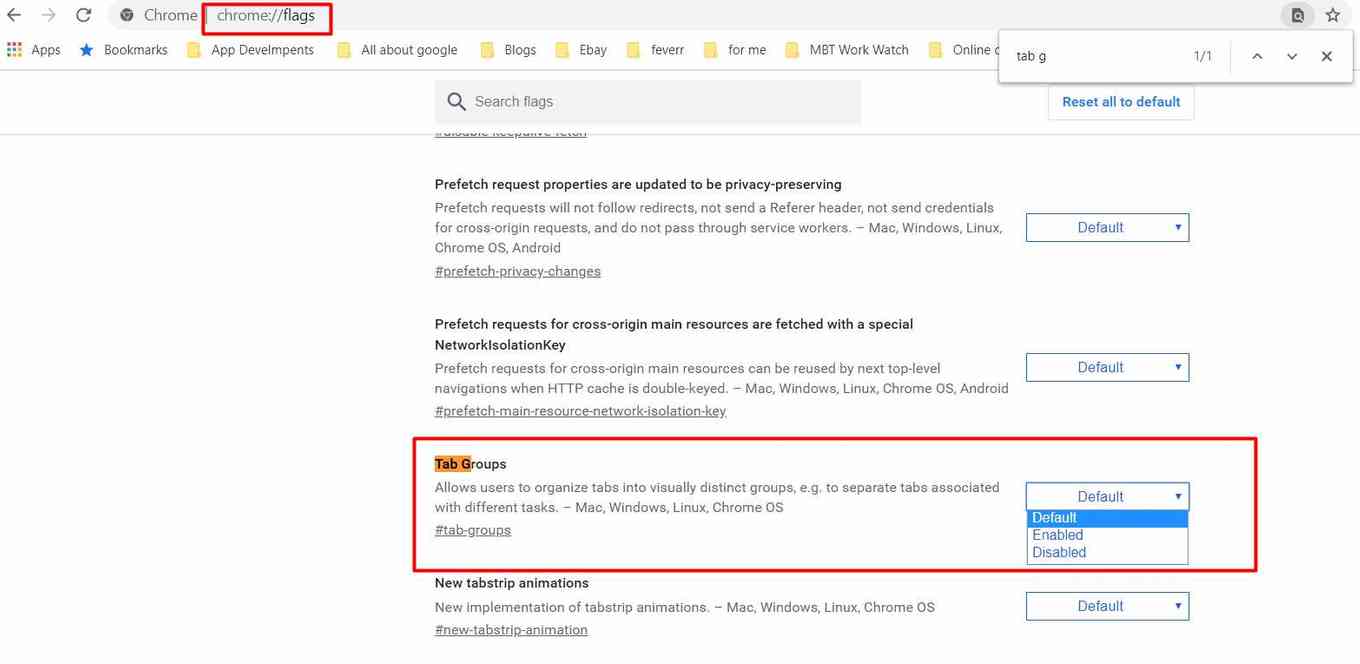 Chrome | chrome://flags
Apps Bookmarks App Develmpents All about google Blogs Ebay feverr for me MBT Work Watch Online
tab g 1/1
Search flags
Reset all to default
#disable-keepalive-fetch
Prefetch request properties are updated to be privacy-preserving
Prefetch requests will not follow redirects, not send a Referer header, not send credentials
for cross-origin requests, and do not pass through service workers. – Mac, Windows, Linux,
Chrome OS, Android
#prefetch-privacy-changes
Default
Prefetch requests for cross-origin main resources are fetched with a special
NetworkIsolationKey
Prefetch requests for cross-origin main resources can be reused by next top-level
navigations when HTTP cache is double-keyed. – Mac, Windows, Linux, Chrome OS, Android
#prefetch-main-resource-network-isolation-key
Default
Tab Groups
Allows users to organize tabs into visually distinct groups, e.g. to separate tabs associated
with different tasks. – Mac, Windows, Linux, Chrome OS
#tab-groups
Default
Default
Enabled
Disabled
New tabstrip animations
New implementation of tabstrip animations. – Mac, Windows, Linux, Chrome OS
#new-tabstrip-animation
Default